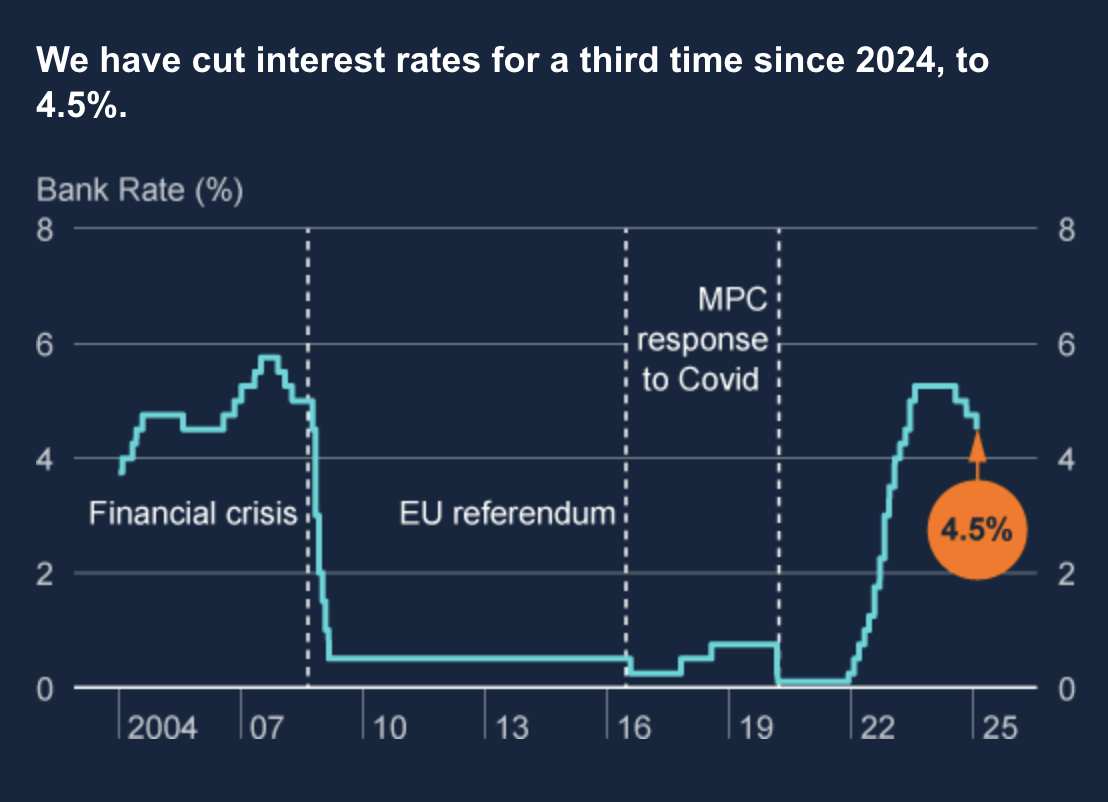 We have cut interest rates for a third time since 2024, to
4.5%.
Bank Rate (%)
8 8
MPC
6 response 6
to Covid
4 4
Financial crisis EU referendum
4.5%
2 2
0 0
2004 07 10 13 16 19 22 25